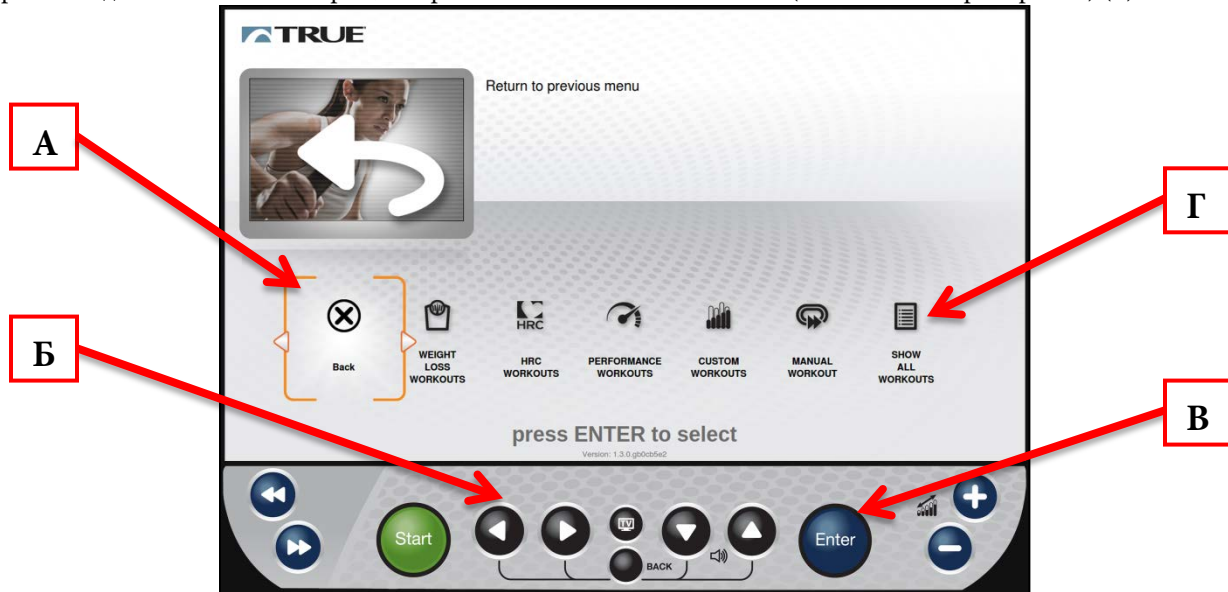 TRUE
Return to previous menu
А
Г
Б
В
Back
WEIGHT
LOSS
WORKOUTS
HRC
HRC
WORKOUTS
PERFORMANCE
WORKOUTS
CUSTOM
WORKOUTS
MANUAL
WORKOUT
SHOW
ALL
WORKOUTS
press ENTER to select
Version: 1.3.0.gb0cb5e2
Start
TV
BACK
Enter